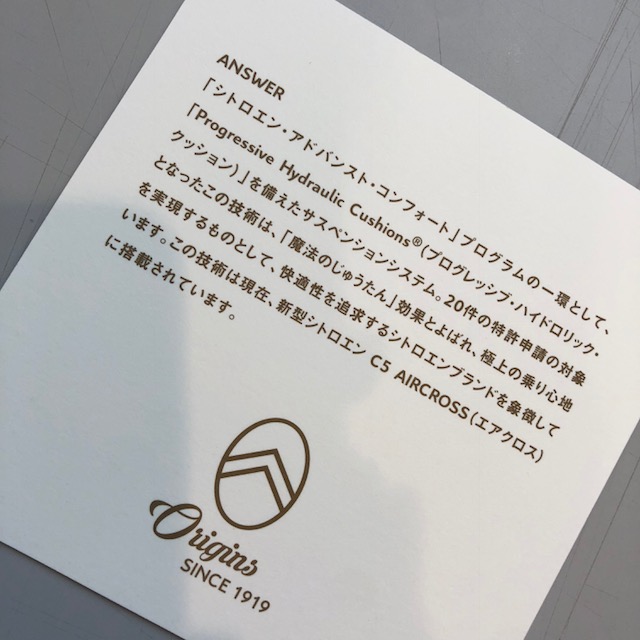 ANSWER
「シトロエン・アドバンスト・コンフォート」プログラムの一環として、
「Progressive Hydraulic Cushions®(プログレッシブ・ハイドロリック・
クッション)」を備えたサスペンションシステム。20件の特許申請の対象
となったこの技術は、「魔法のじゅうたん」効果とよばれ、極上の乗り心地
を実現するものとして、快適性を追求するシトロエンブランドを象徴して
います。この技術は現在、新型シトロエン C5 AIRCROSS(エアクロス)
に搭載されています。
Origins
SINCE 1919